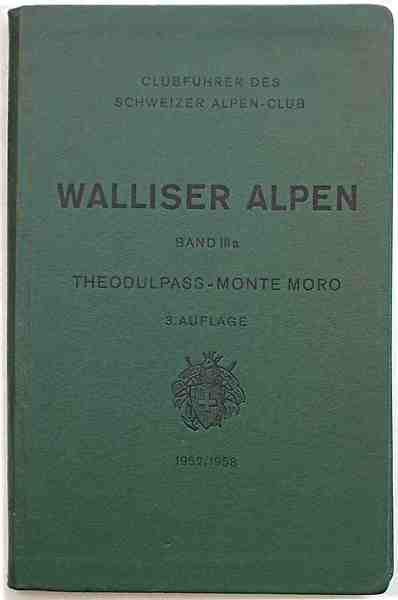 CLUBFÜHRER DES
SCHWEIZER ALPEN-CLUB
WALLISER ALPEN
BAND IIIa
THEODULPASS-MONTE MORO
3. AUFLAGE
1952/1958